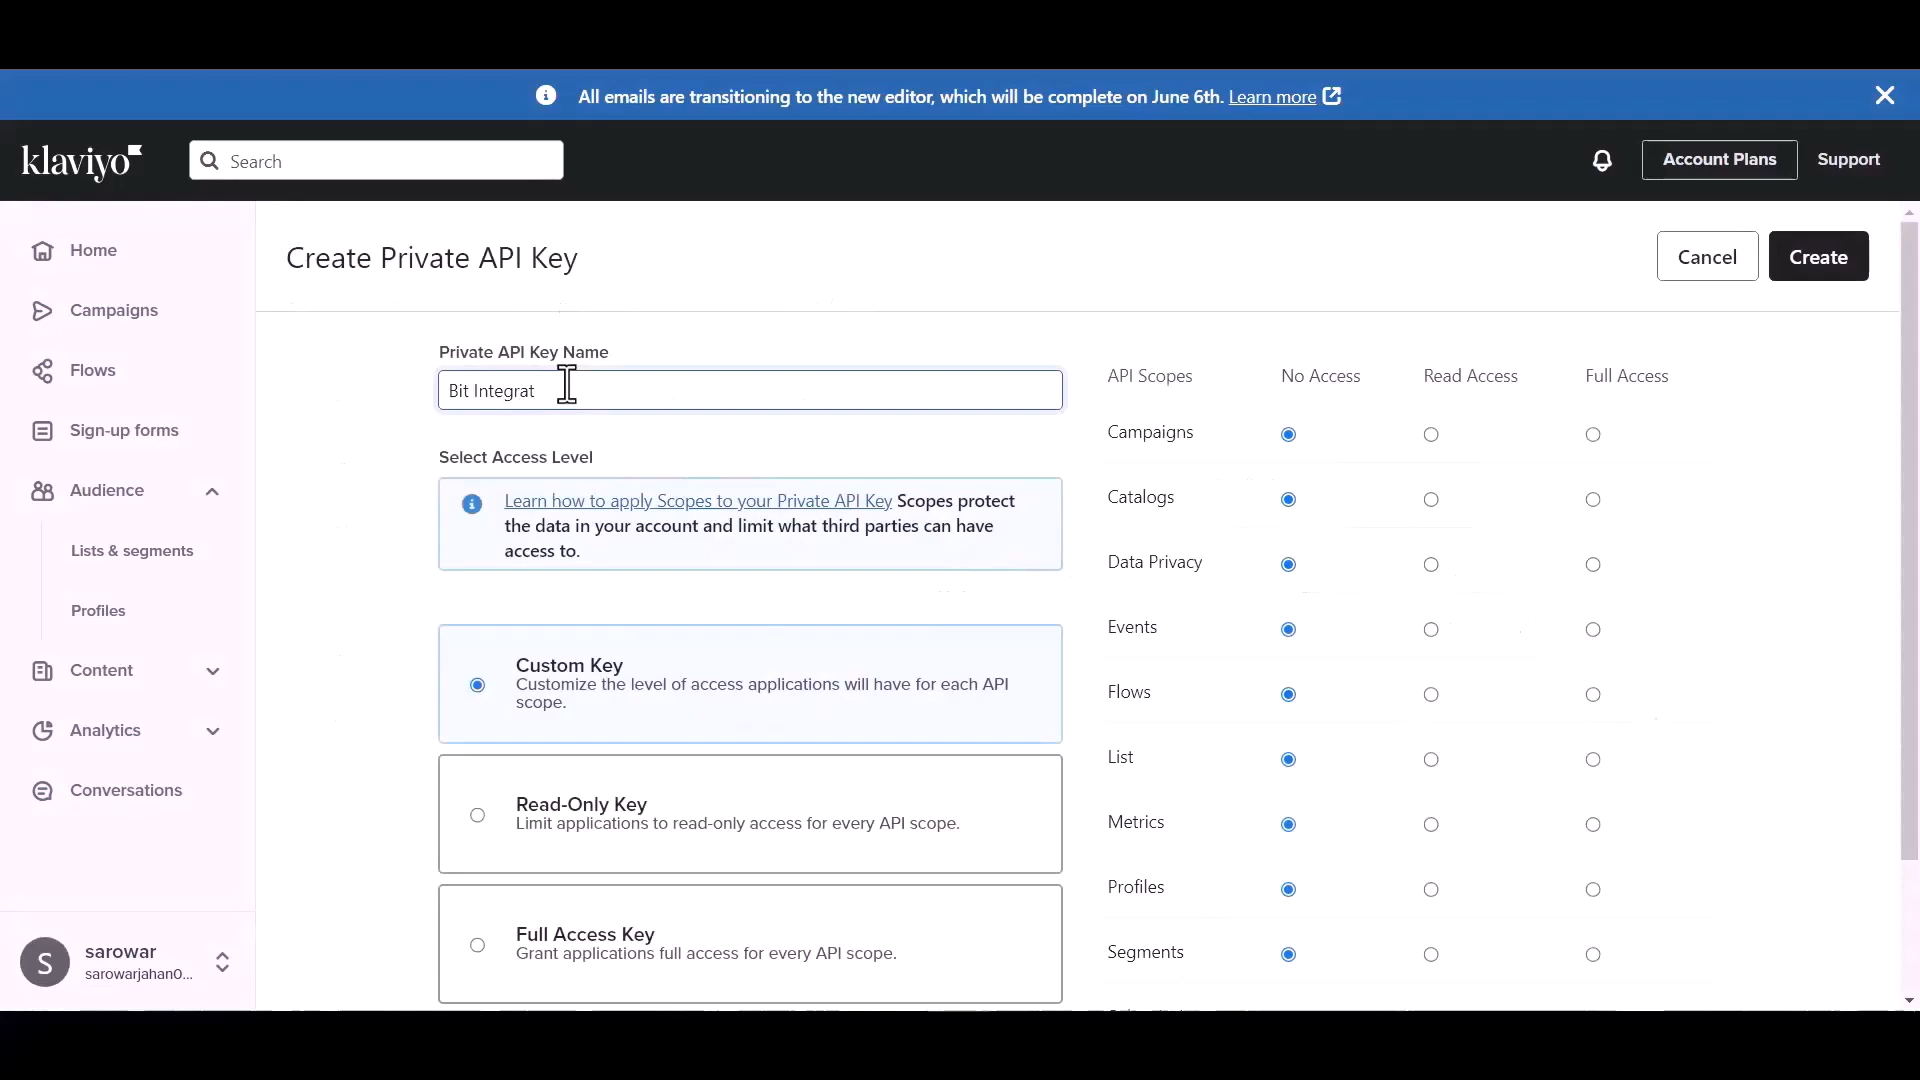 All emails are transitioning to the new editor, which will be complete on June 6th. Learn more
klaviyo
Search
Account Plans
Support
Home
Campaigns
Flows
Sign-up forms
Audience
Lists & segments
Profiles
Content
Analytics
Conversations
S
sarowar
sarowarjahan0...
Create Private API Key
Cancel
Create
Private API Key Name
Bit Integrat
Select Access Level
Learn how to apply Scopes to your Private API Key Scopes protect
the data in your account and limit what third parties can have
access to.
Custom Key
Customize the level of access applications will have for each API
scope.
Read-Only Key
Limit applications to read-only access for every API scope.
Full Access Key
Grant applications full access for every API scope.
API Scopes No Access Read Access Full Access
Campaigns
Catalogs
Data Privacy
Events
Flows
List
Metrics
Profiles
Segments